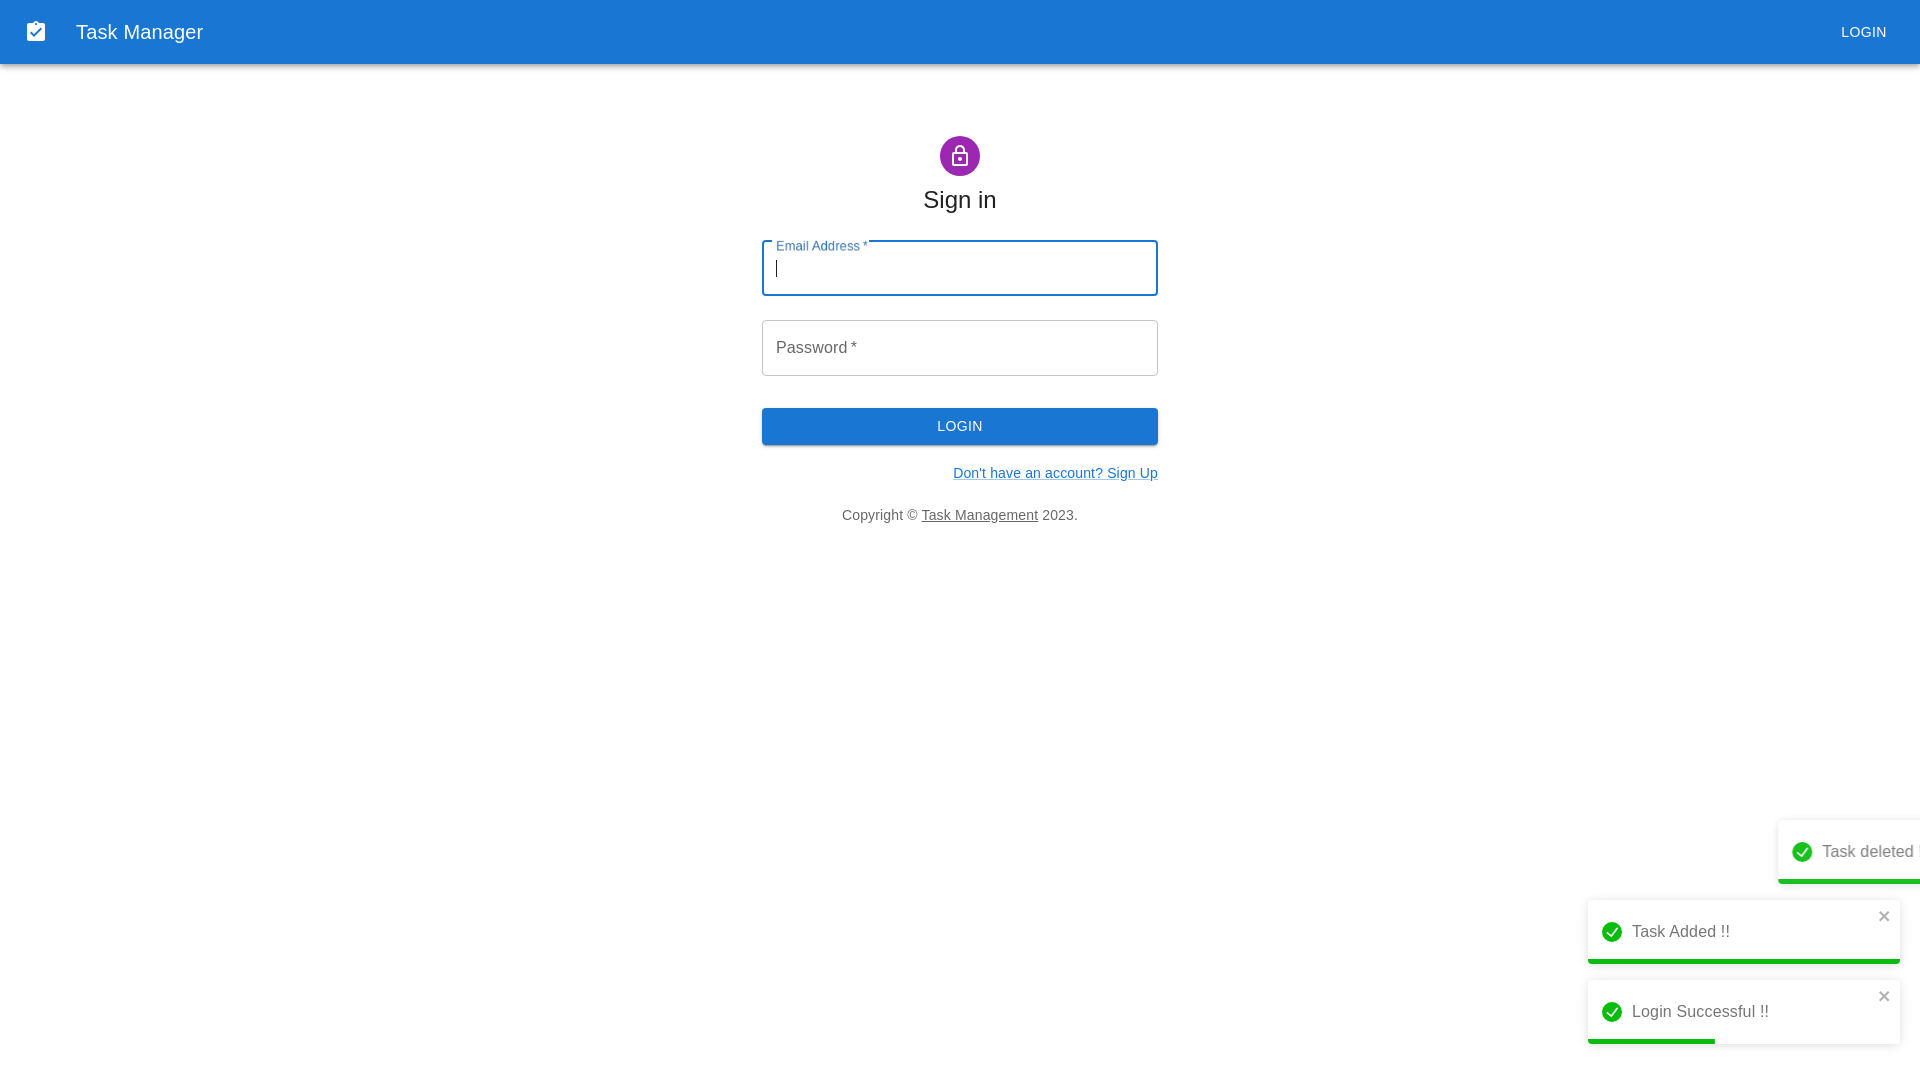 Task Manager
LOGIN
Sign in
Email Address *
Password *
LOGIN
Don't have an account? Sign Up
Copyright © Task Management 2023.
Task deleted !
Task Added !!
Login Successful !!